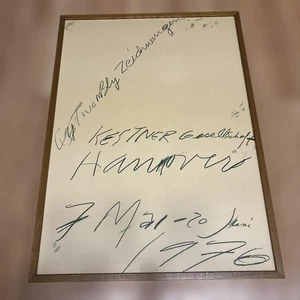 Cy Twombly Zeichnungen
KESTNER Gesellschaft
Hannover
7 Mai - 20 Juni
1976